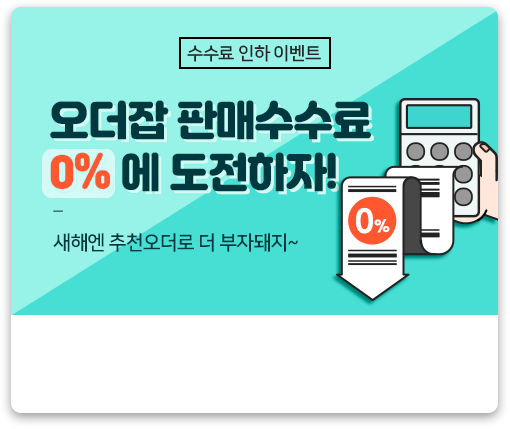 수수료 인하 이벤트
오더잡 판매수수료
0%에 도전하자!
새해엔 추천오더로 더 부자돼지~
0%